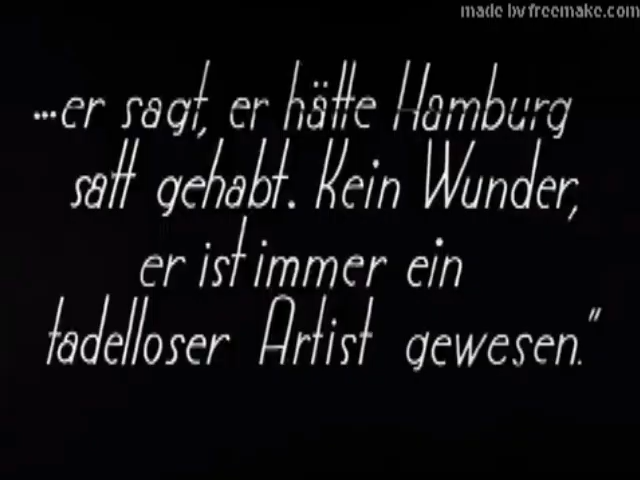 made by freemake.com
...er sagt, er hätte Hamburg
satt gehabt. Kein Wunder,
er ist immer ein
tadelloser Artist gewesen."